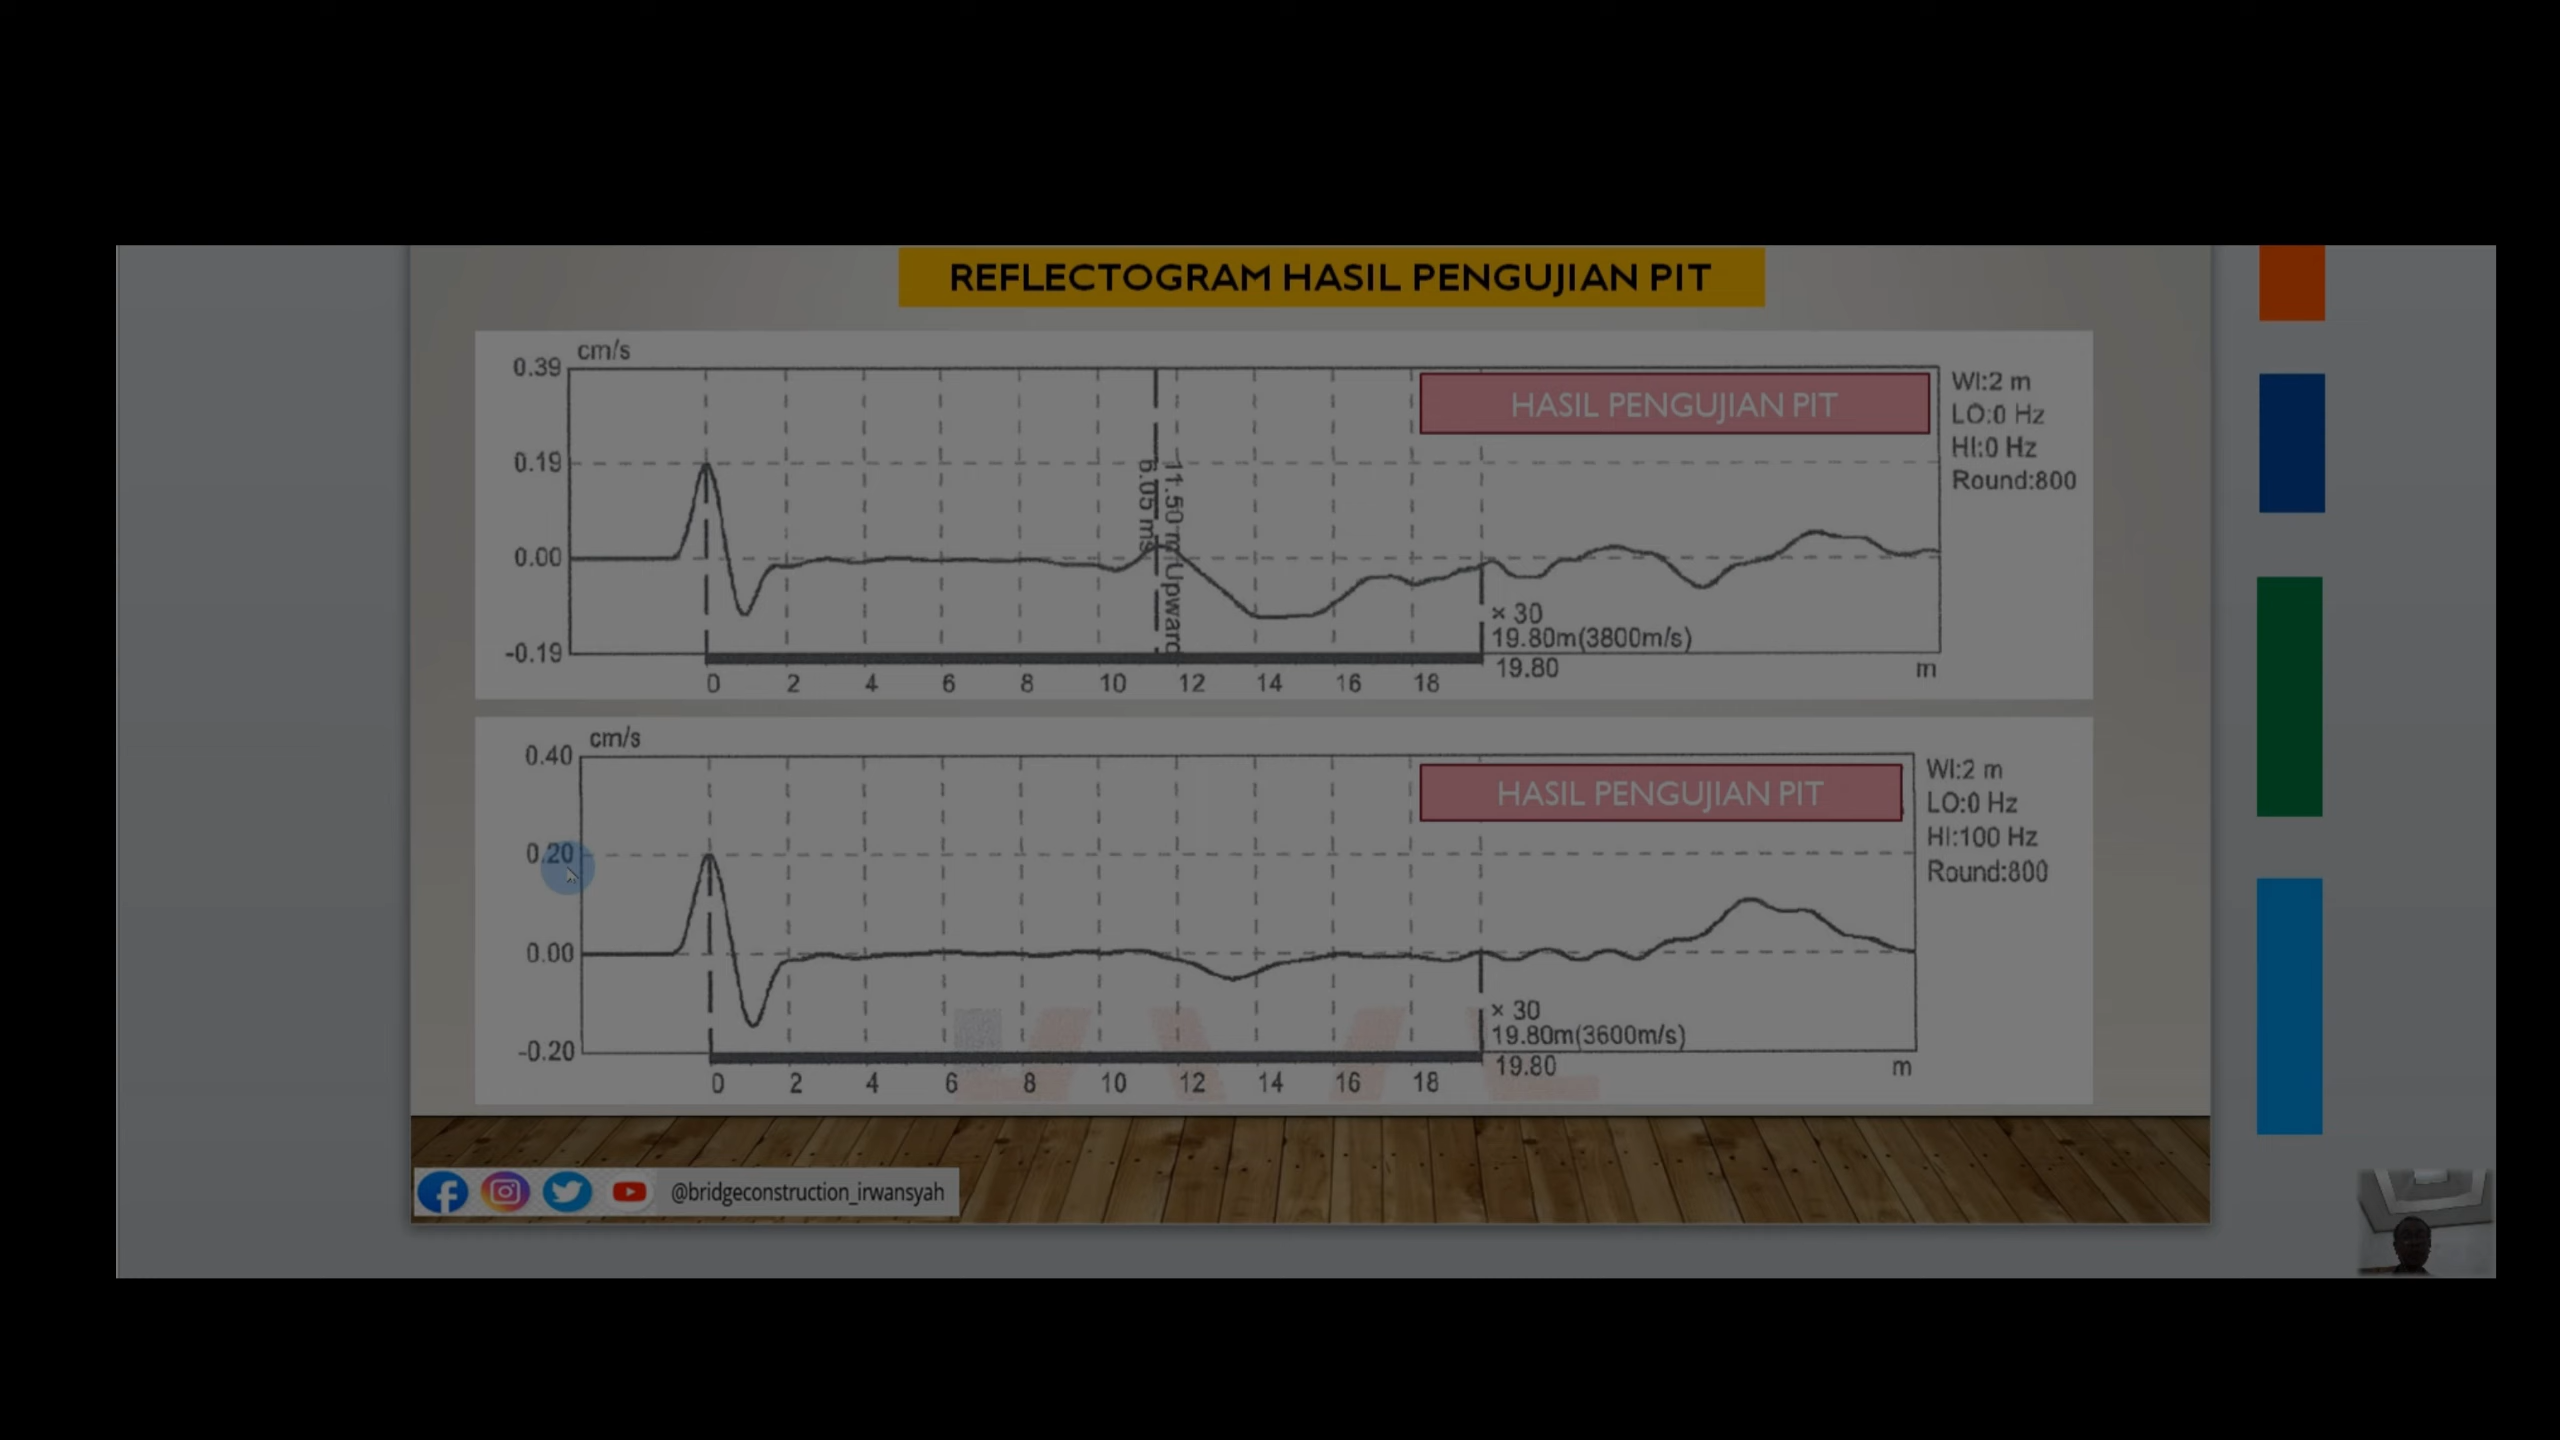 REFLECTOGRAM HASIL PENGUJIAN PIT
cm/s
0.39
0.19
0.00
-0.19
HASIL PENGUJIAN PIT
WI:2 m
LO:0 Hz
HI:0 Hz
Round:800
6.05 ms
11.50 m Upward
× 30
19.80m(3800m/s)
19.80
m
0 2 4 6 8 10 12 14 16 18
cm/s
0.40
0.20
0.00
-0.20
HASIL PENGUJIAN PIT
WI:2 m
LO:0 Hz
HI:100 Hz
Round:800
× 30
19.80m(3600m/s)
19.80
m
0 2 4 6 8 10 12 14 16 18
@bridgeconstruction_irwansyah